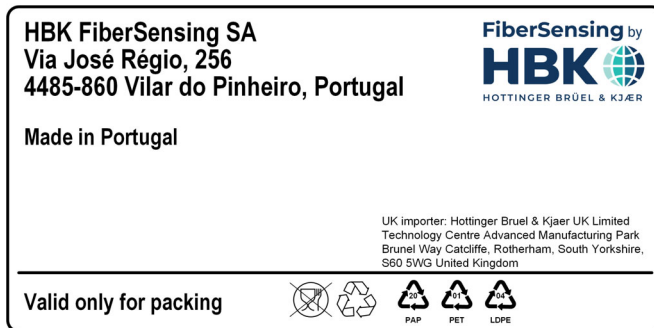 HBK FiberSensing SA
Via José Régio, 256
4485-860 Vilar do Pinheiro, Portugal
Made in Portugal
FiberSensing by
HBK
HOTTINGER BRÜEL & KJÆR
UK importer: Hottinger Bruel & Kjaer UK Limited
Technology Centre Advanced Manufacturing Park
Brunel Way Catcliffe, Rotherham, South Yorkshire,
S60 5WG United Kingdom
Valid only for packing
20 01 04
PAP PET LDPE